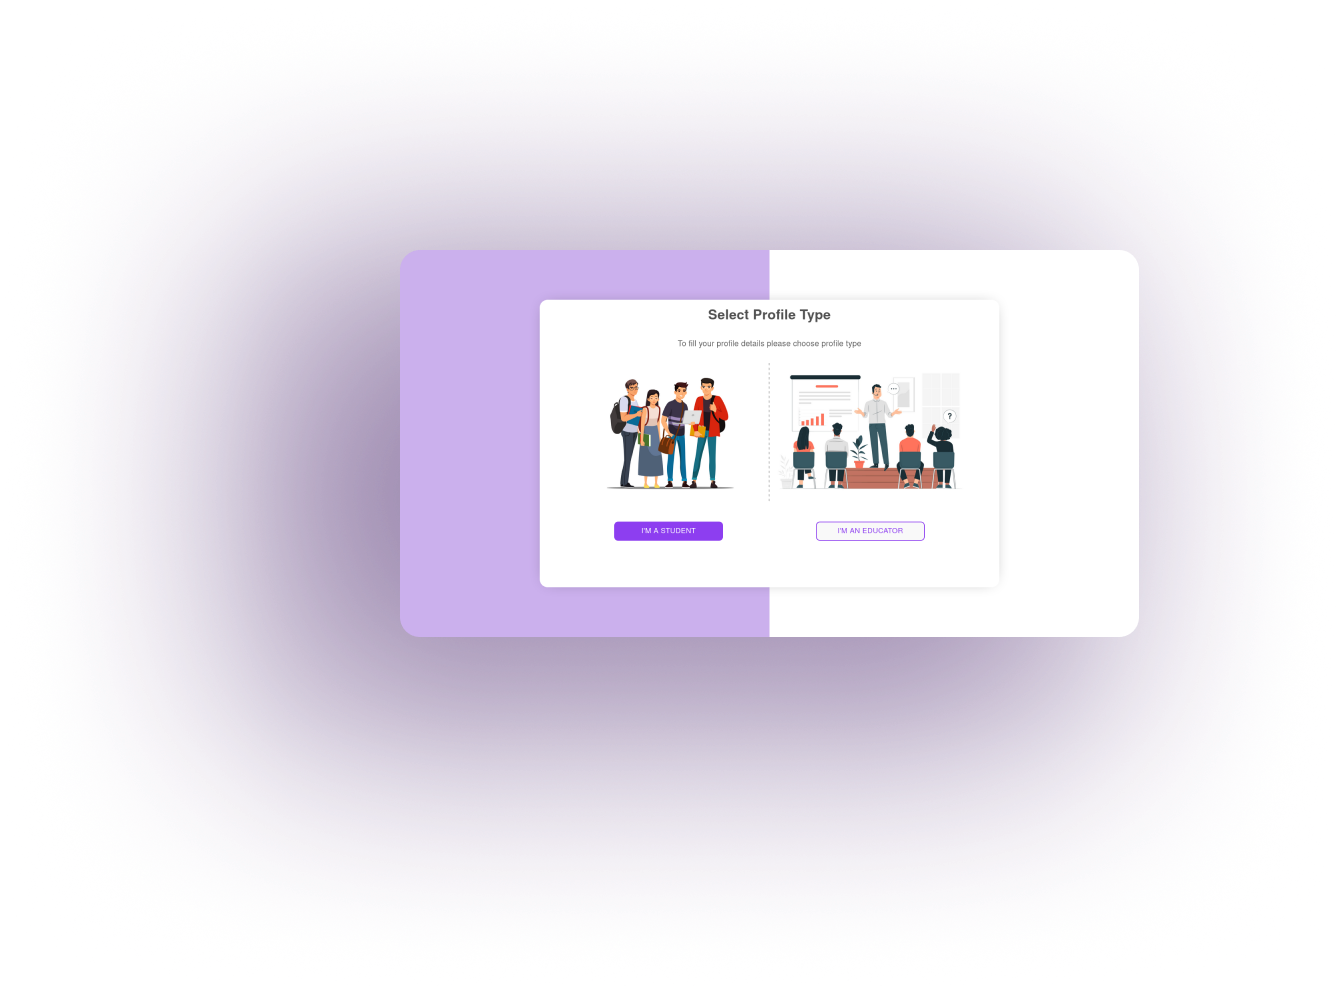 Select Profile Type
To fill your profile details please choose profile type
?
I'M A STUDENT
I'M AN EDUCATOR